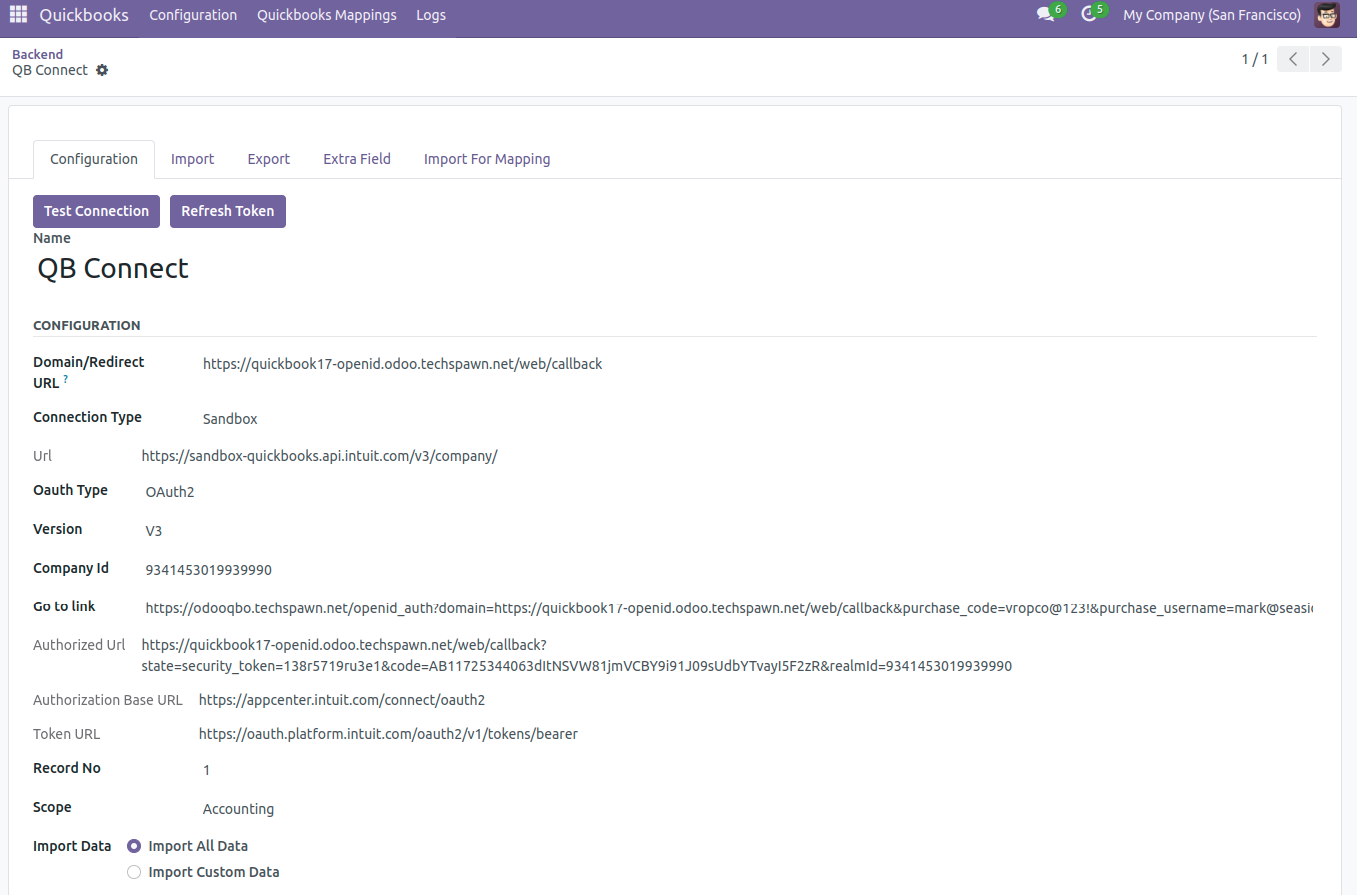 Quickbooks Configuration Quickbooks Mappings Logs 6 5 My Company (San Francisco)
Backend
QB Connect 1 / 1
Configuration Import Export Extra Field Import For Mapping
Test Connection Refresh Token
Name
QB Connect
CONFIGURATION
Domain/Redirect URL ? https://quickbook17-openid.odoo.techspawn.net/web/callback
Connection Type Sandbox
Url https://sandbox-quickbooks.api.intuit.com/v3/company/
Oauth Type OAuth2
Version V3
Company Id 9341453019939990
Go to link https://odooqbo.techspawn.net/openid_auth?domain=https://quickbook17-openid.odoo.techspawn.net/web/callback&purchase_code=vropco@123!&purchase_username=mark@seasi
Authorized Url https://quickbook17-openid.odoo.techspawn.net/web/callback?
state=security_token=138r5719ru3e1&code=AB11725344063dItNSVW81jmVCBY9i91J09sUdbYTvayI5F2zR&realmId=9341453019939990
Authorization Base URL https://appcenter.intuit.com/connect/oauth2
Token URL https://oauth.platform.intuit.com/oauth2/v1/tokens/bearer
Record No 1
Scope Accounting
Import Data Import All Data
Import Custom Data